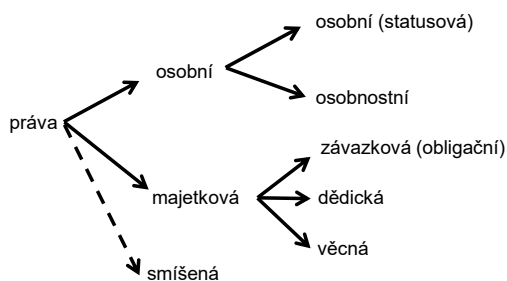 osobní (statusová)
osobní
osobnostní
práva
závazková (obligační)
majetková
dědická
věcná
smíšená